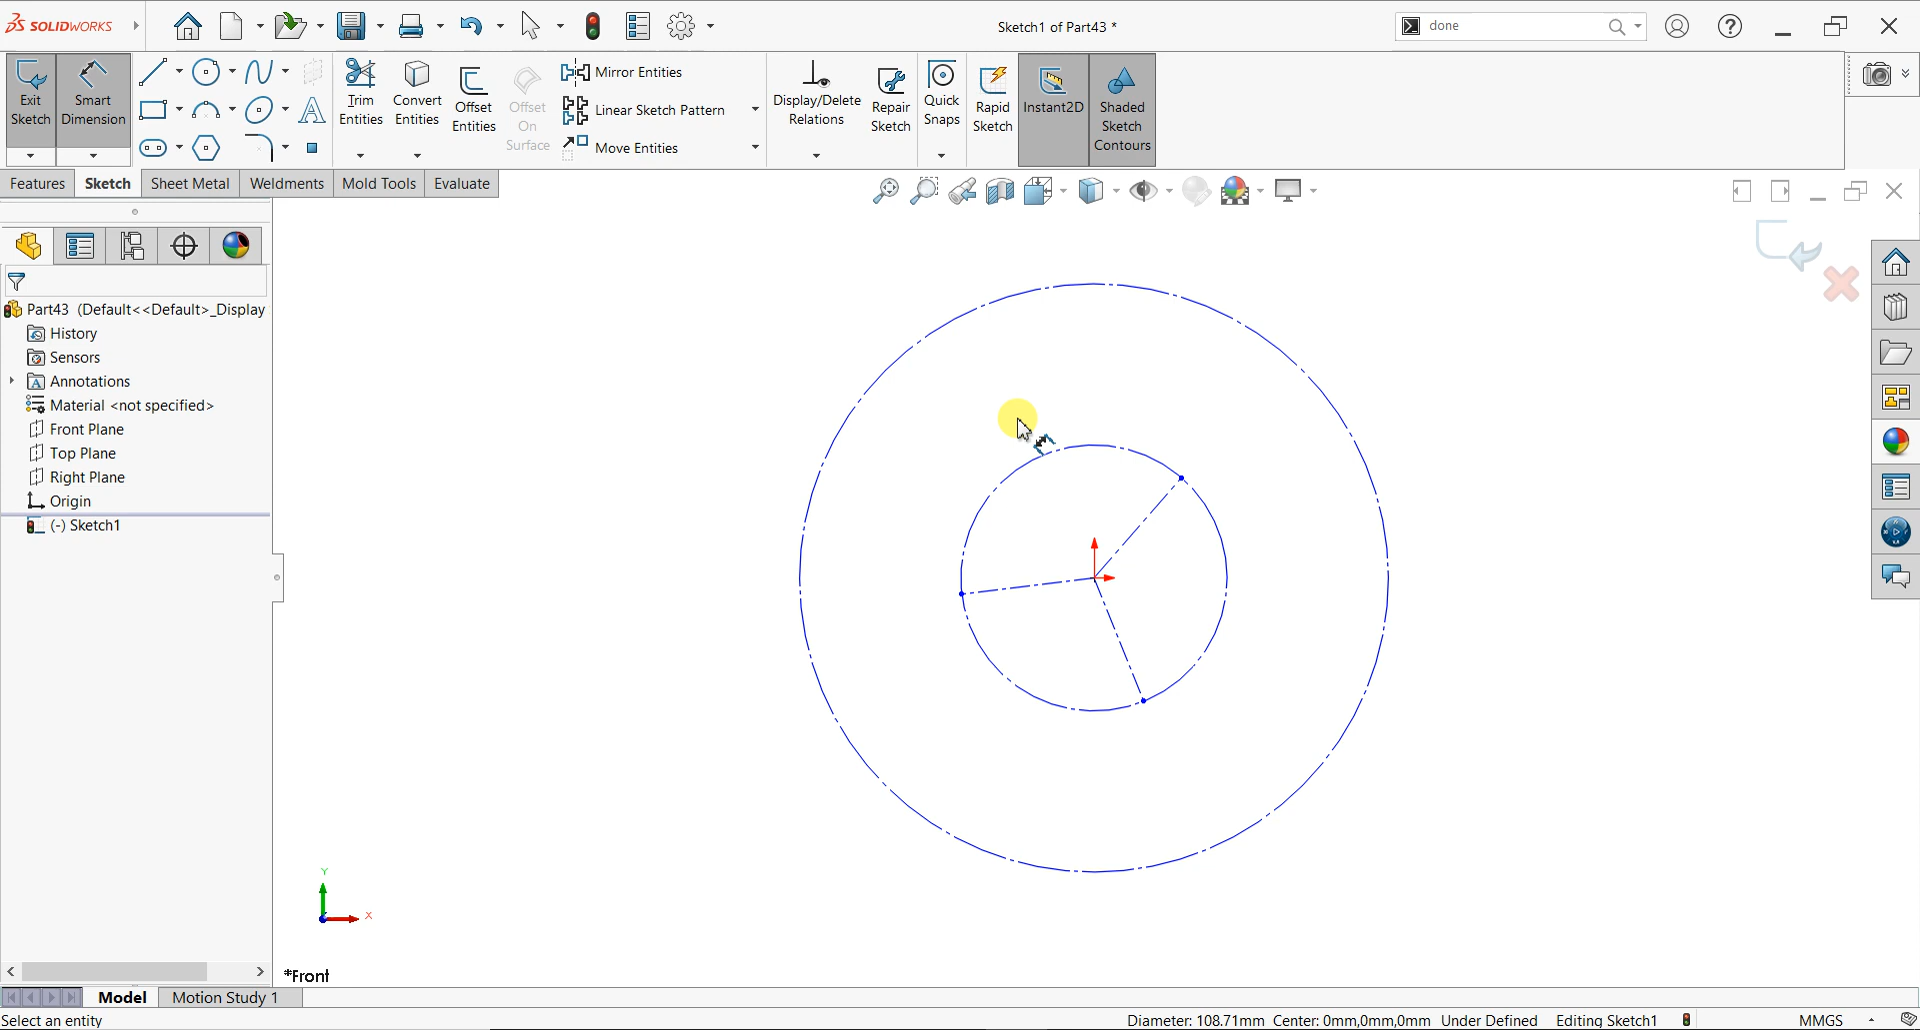 SOLIDWORKS
Sketch1 of Part43 *
done
Exit Sketch
Smart Dimension
Trim Entities
Convert Entities
Offset Entities
Offset On Surface
Mirror Entities
Linear Sketch Pattern
Move Entities
Display/Delete Relations
Repair Sketch
Quick Snaps
Rapid Sketch
Instant2D
Shaded Sketch Contours
Features
Sketch
Sheet Metal
Weldments
Mold Tools
Evaluate
Part43 (Default<<Default>_Display
History
Sensors
Annotations
Material <not specified>
Front Plane
Top Plane
Right Plane
Origin
(-) Sketch1
Y
X
*Front
Model
Motion Study 1
Select an entity
Diameter: 108.71mm Center: 0mm,0mm,0mm Under Defined Editing Sketch1
MMGS